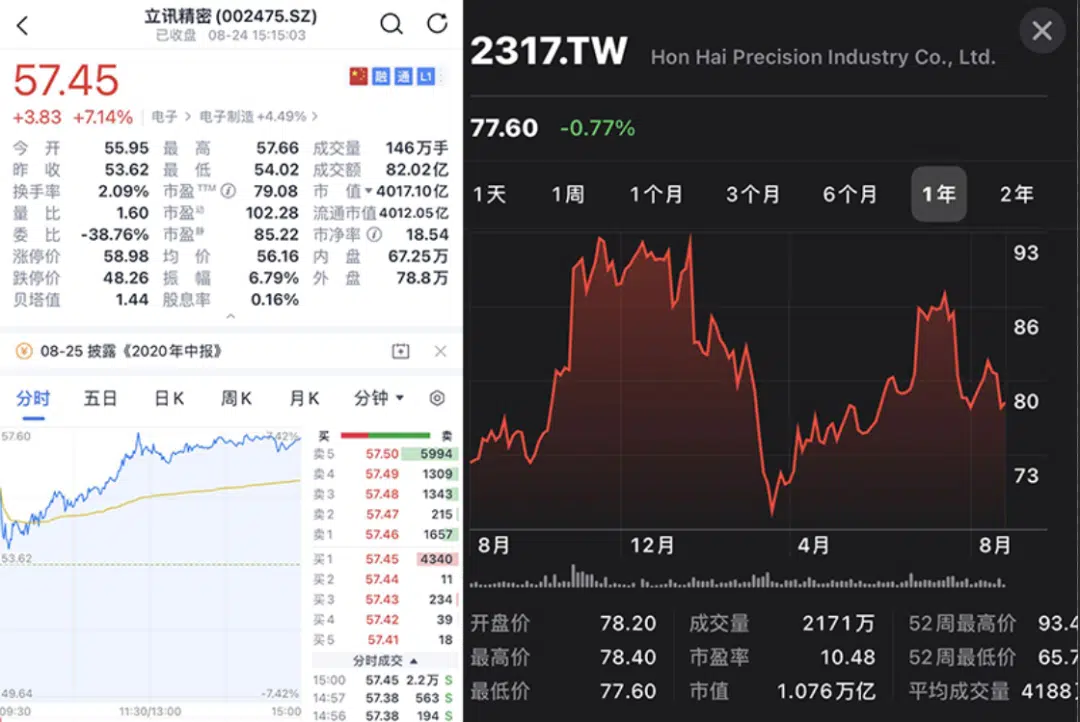 立讯精密(002475.SZ)
已收盘 08-24 15:15:03
57.45
+3.83 +7.14% 电子 > 电子制造+4.49% >
融 通 L1
今开 55.95 最高 57.66 成交量 146万手
昨收 53.62 最低 54.02 成交额 82.02亿
换手率 2.09% 市盈TTM 79.08 市值 4017.10亿
量比 1.60 市盈动 102.28 流通市值 4012.05亿
委比 -38.76% 市盈静 85.22 市净率 18.54
涨停价 58.98 均价 56.16 内盘 67.25万
跌停价 48.26 振幅 6.79% 外盘 78.8万
贝塔值 1.44 股息率 0.16%
08-25 披露《2020年中报》
分时 五日 日K 周K 月K 分钟
57.60 7.42%
53.62
49.64 -7.42%
09:30 11:30/13:00 15:00
买 卖
卖5 57.50 5994
卖4 57.49 1309
卖3 57.48 1343
卖2 57.47 215
卖1 57.46 1657
买1 57.45 4340
买2 57.44 11
买3 57.43 234
买4 57.42 39
买5 57.41 18
分时成交
15:00 57.45 2.2万 S
14:57 57.38 563 S
14:56 57.38 194 S
2317.TW Hon Hai Precision Industry Co., Ltd.
77.60 -0.77%
1天 1周 1个月 3个月 6个月 1年 2年
93
86
80
73
8月 12月 4月 8月
开盘价 78.20 成交量 2171万 52周最高价 93.4
最高价 78.40 市盈率 10.48 52周最低价 65.7
最低价 77.60 市值 1.076万亿 平均成交量 4188